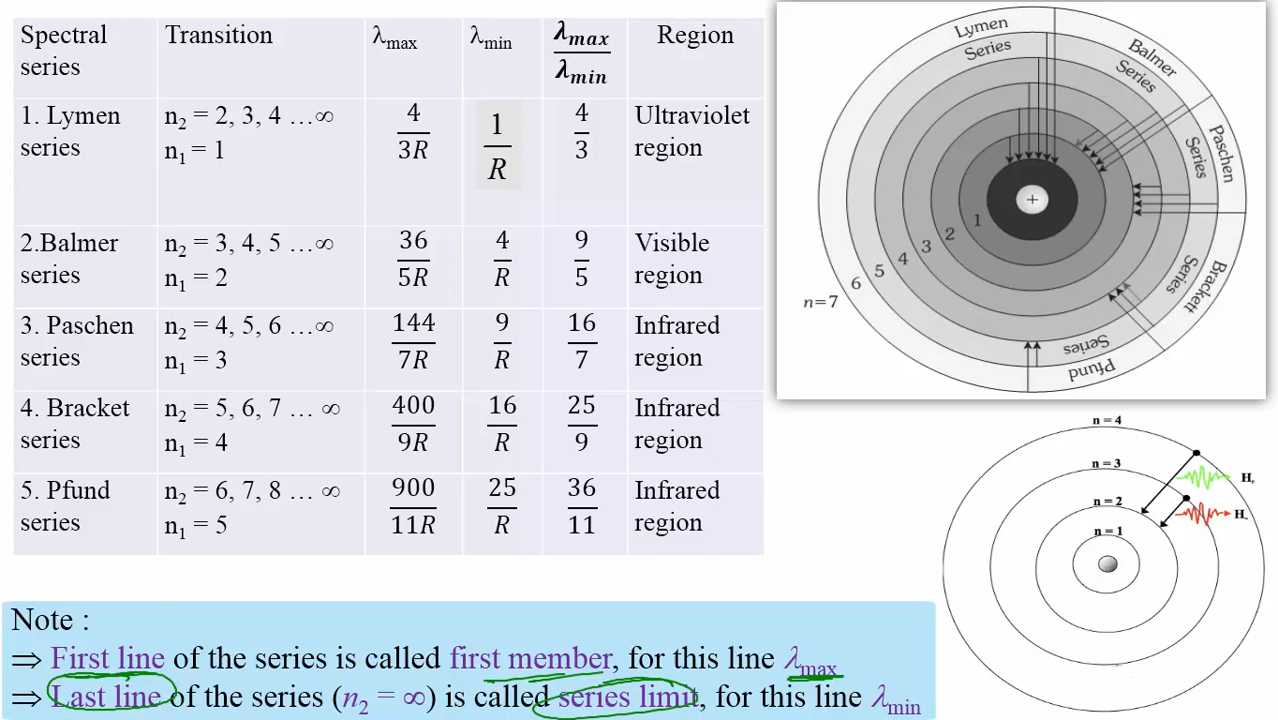 Spectral series Transition λmax λmin λmax/λmin Region
1. Lymen series n2 = 2, 3, 4 …∞ n1 = 1 4/3R 1/R 4/3 Ultraviolet region
2.Balmer series n2 = 3, 4, 5 …∞ n1 = 2 36/5R 4/R 9/5 Visible region
3. Paschen series n2 = 4, 5, 6 …∞ n1 = 3 144/7R 9/R 16/7 Infrared region
4. Bracket series n2 = 5, 6, 7 … ∞ n1 = 4 400/9R 16/R 25/9 Infrared region
5. Pfund series n2 = 6, 7, 8 … ∞ n1 = 5 900/11R 25/R 36/11 Infrared region
Lymen
Series
Balmer
Series
Paschen
Series
Brackett
Series
Pfund
Series
+
1
2
3
4
5
6
n=7
n = 4
n = 3
n = 2
n = 1
Note :
⇒ First line of the series is called first member, for this line λmax
⇒ Last line of the series (n2 = ∞) is called series limit, for this line λmin